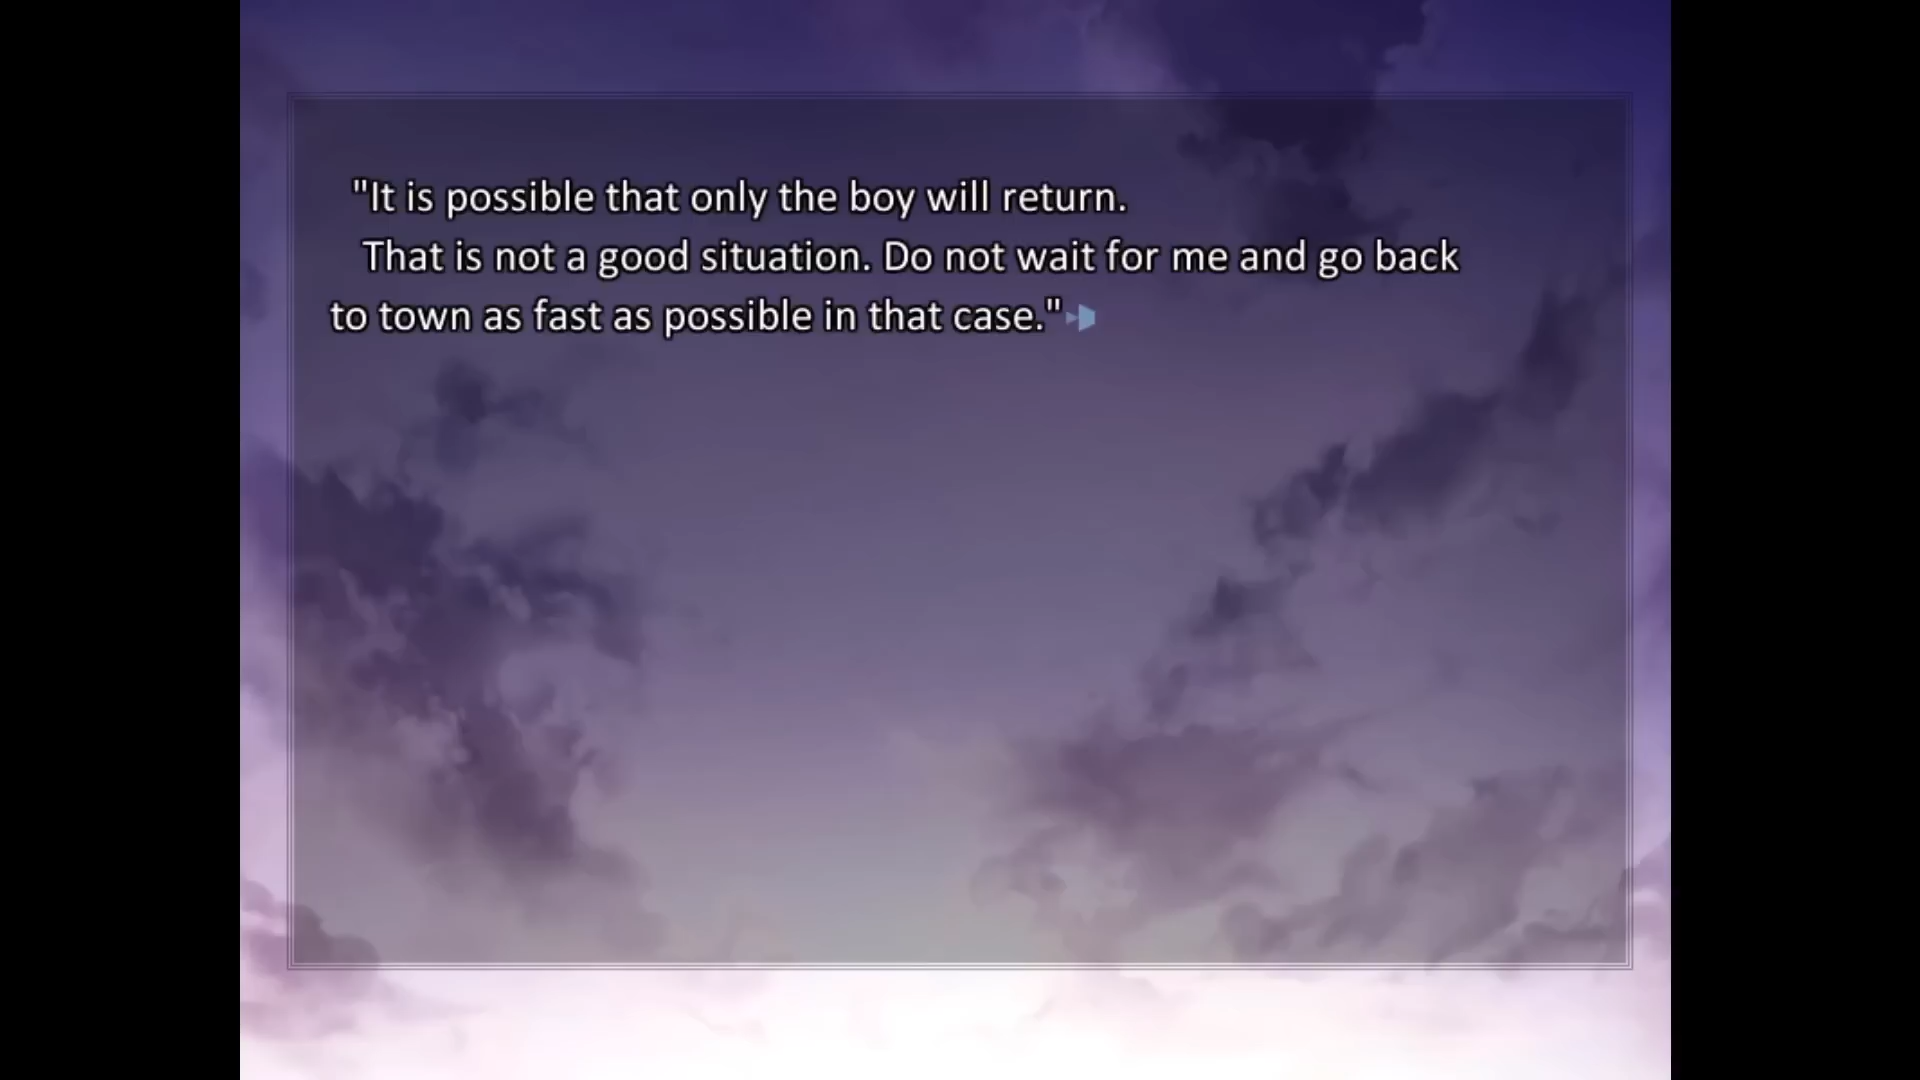 "It is possible that only the boy will return.
That is not a good situation. Do not wait for me and go back
to town as fast as possible in that case."